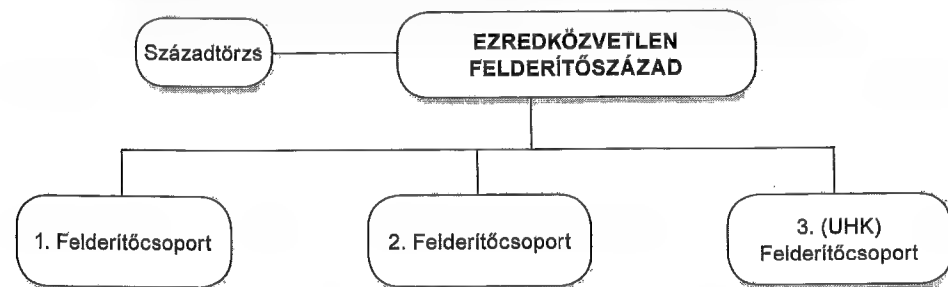 Századtörzs
EZREDKÖZVETLEN
FELDERÍTŐSZÁZAD
1. Felderítőcsoport
2. Felderítőcsoport
3. (UHK)
Felderítőcsoport